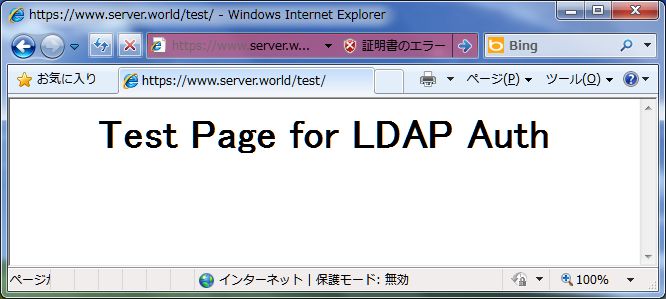 https://www.server.world/test/ - Windows Internet Explorer
https://www.server.w... 証明書のエラー Bing
お気に入り https://www.server.world/test/ ページ(P) ツール(O)
Test Page for LDAP Auth
ページが インターネット | 保護モード: 無効 100%